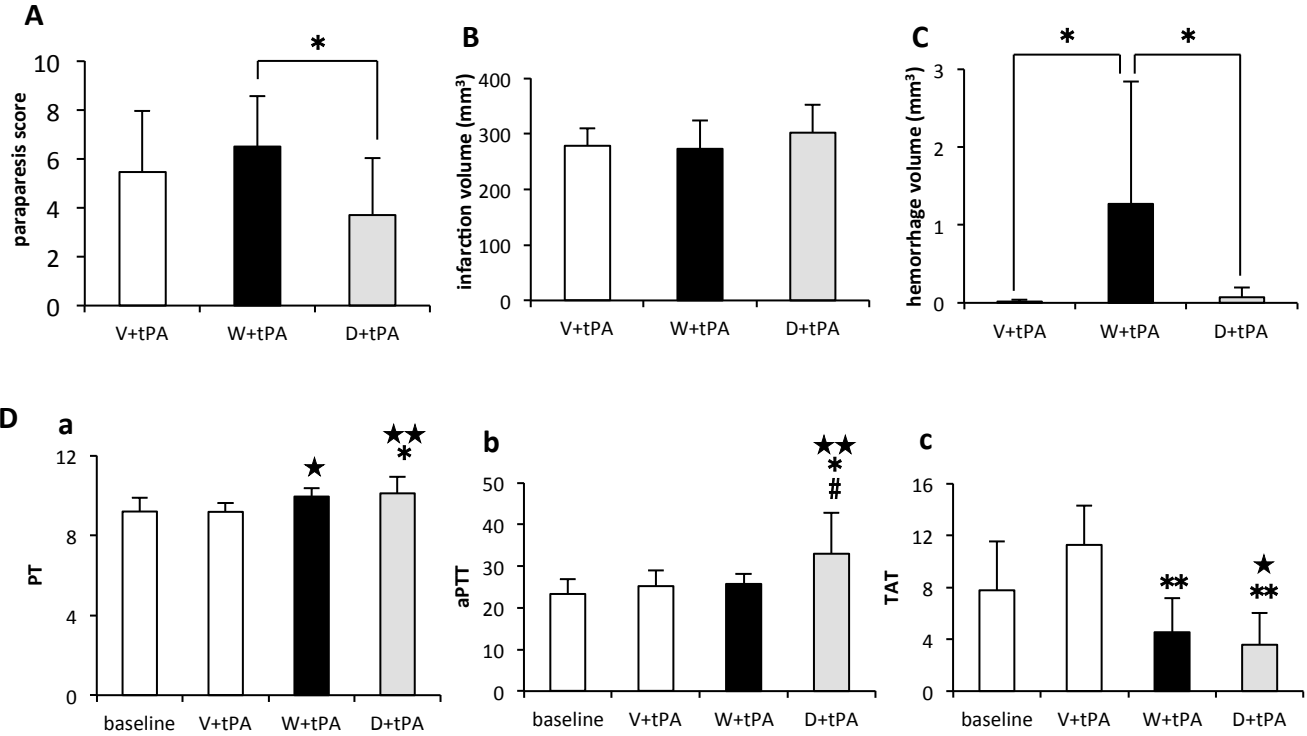 A
paraparesis score
10
8
6
4
2
0
*
V+tPA W+tPA D+tPA
B
infarction volume (mm³)
400
300
200
100
0
V+tPA W+tPA D+tPA
C
hemorrhage volume (mm³)
3
2
1
0
* *
V+tPA W+tPA D+tPA
D
a
PT
12
8
4
0
★
★★
*
baseline V+tPA W+tPA D+tPA
b
aPTT
50
40
30
20
10
0
★★
*
#
baseline V+tPA W+tPA D+tPA
c
TAT
16
12
8
4
0
**
★
**
baseline V+tPA W+tPA D+tPA